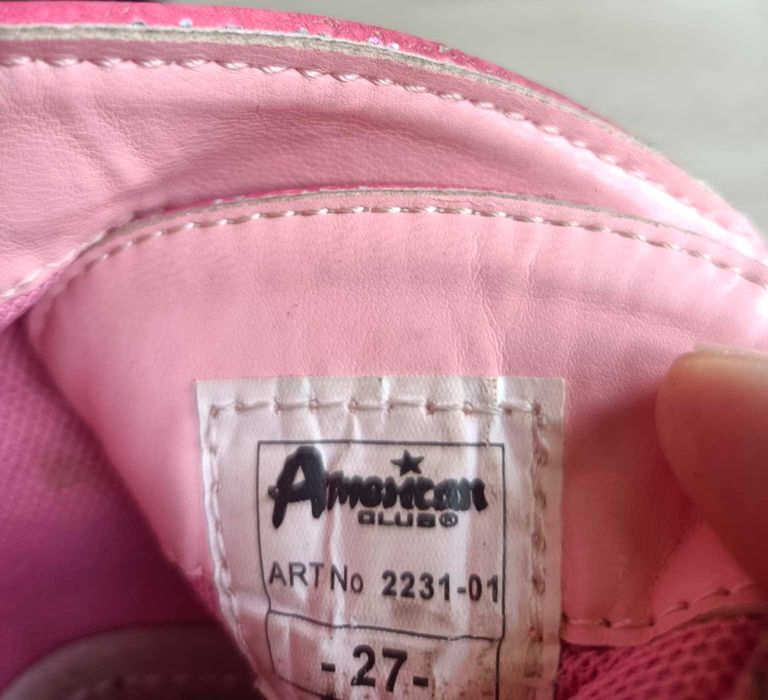 American
CLUB®
ART No 2231-01
-27-